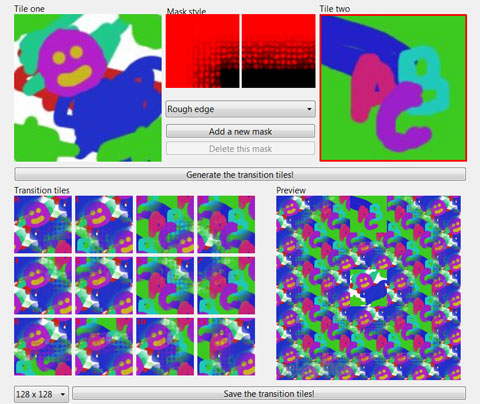 Tile one
Mask style
Tile two
A B C
Rough edge
Add a new mask
Delete this mask
Generate the transition tiles!
Transition tiles
Preview
128 x 128
Save the transition tiles!